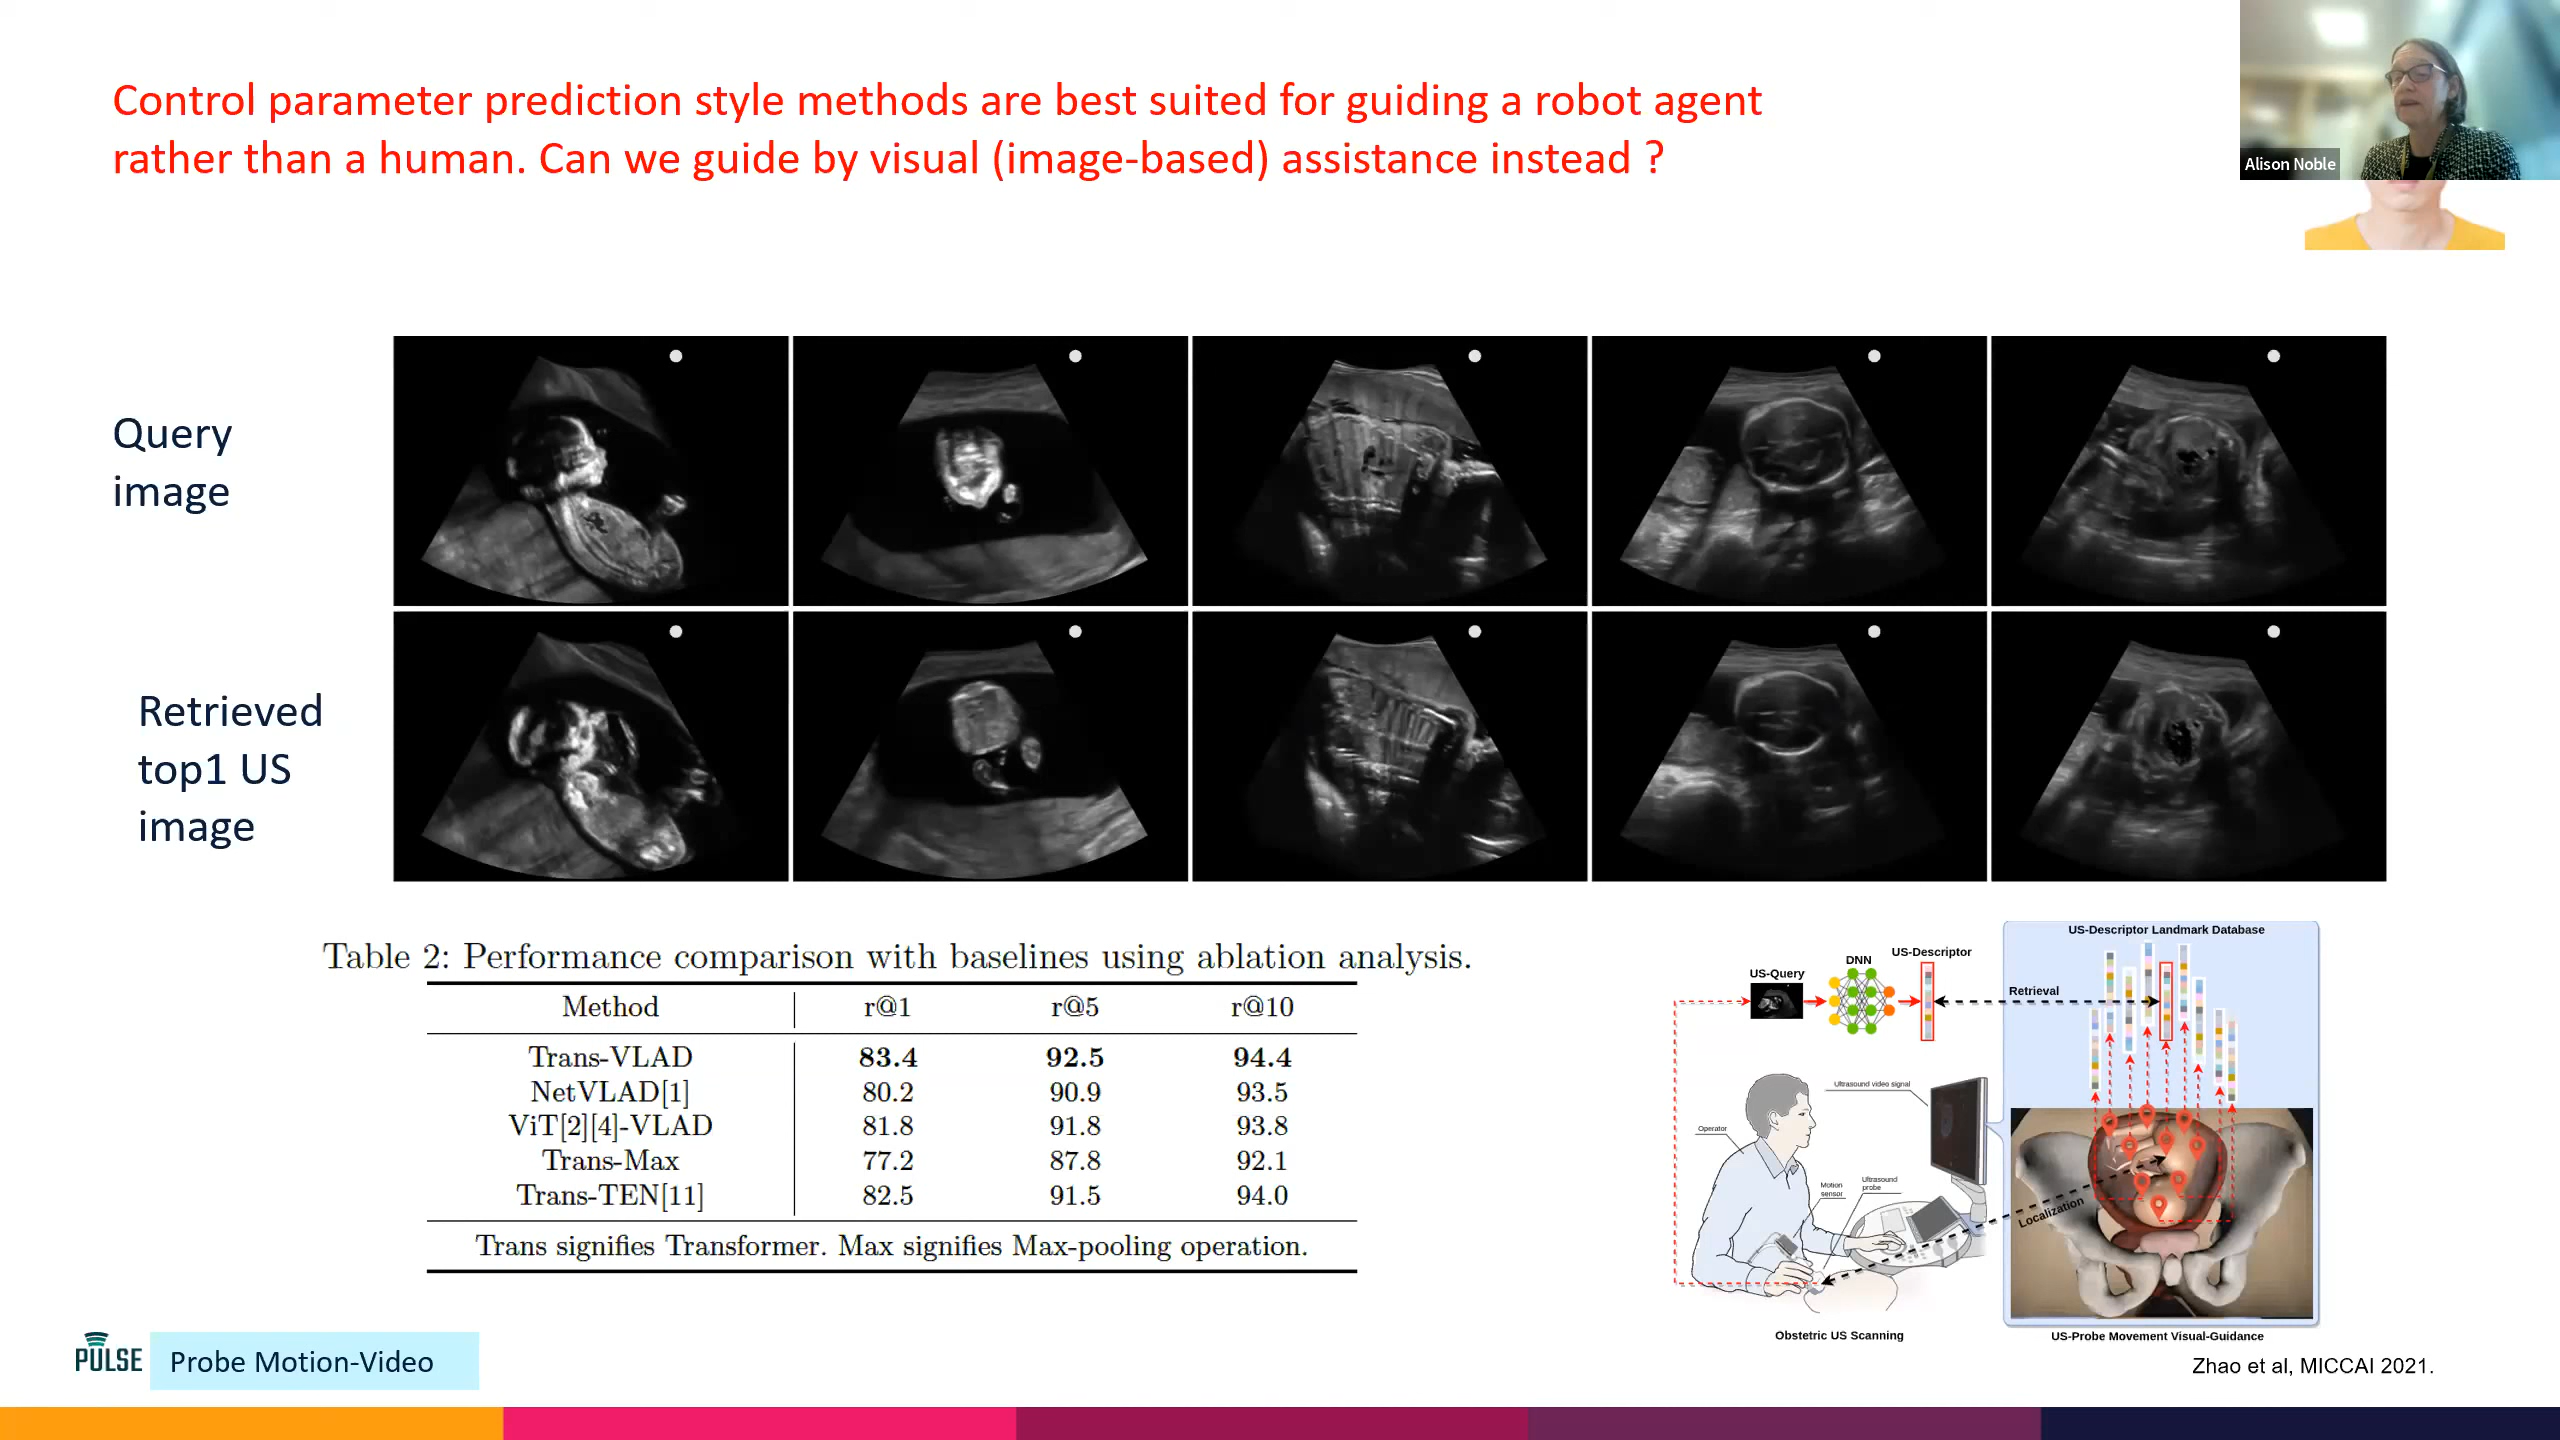 Control parameter prediction style methods are best suited for guiding a robot agent
rather than a human. Can we guide by visual (image-based) assistance instead ?
Alison Noble
Query
image
Retrieved
top1 US
image
Table 2: Performance comparison with baselines using ablation analysis.
Method r@1 r@5 r@10
Trans-VLAD 83.4 92.5 94.4
NetVLAD[1] 80.2 90.9 93.5
ViT[2][4]-VLAD 81.8 91.8 93.8
Trans-Max 77.2 87.8 92.1
Trans-TEN[11] 82.5 91.5 94.0
Trans signifies Transformer. Max signifies Max-pooling operation.
US-Query
DNN
US-Descriptor
US-Descriptor Landmark Database
Retrieval
Ultrasound video signal
Operator
Motion
sensor
Ultrasound
probe
Localization
Obstetric US Scanning
US-Probe Movement Visual-Guidance
Zhao et al, MICCAI 2021.
PULSE
Probe Motion-Video